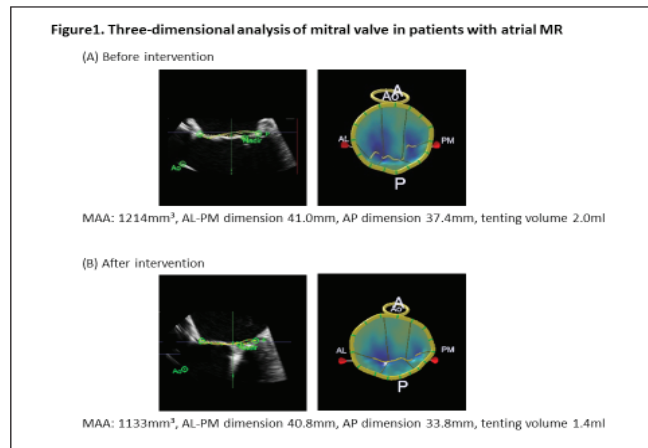 Figure1. Three-dimensional analysis of mitral valve in patients with atrial MR
(A) Before intervention
Ao
A
Ao
AL
PM
P
MAA: 1214mm³, AL-PM dimension 41.0mm, AP dimension 37.4mm, tenting volume 2.0ml
(B) After intervention
Ao
A
Ao
AL
PM
P
MAA: 1133mm³, AL-PM dimension 40.8mm, AP dimension 33.8mm, tenting volume 1.4ml